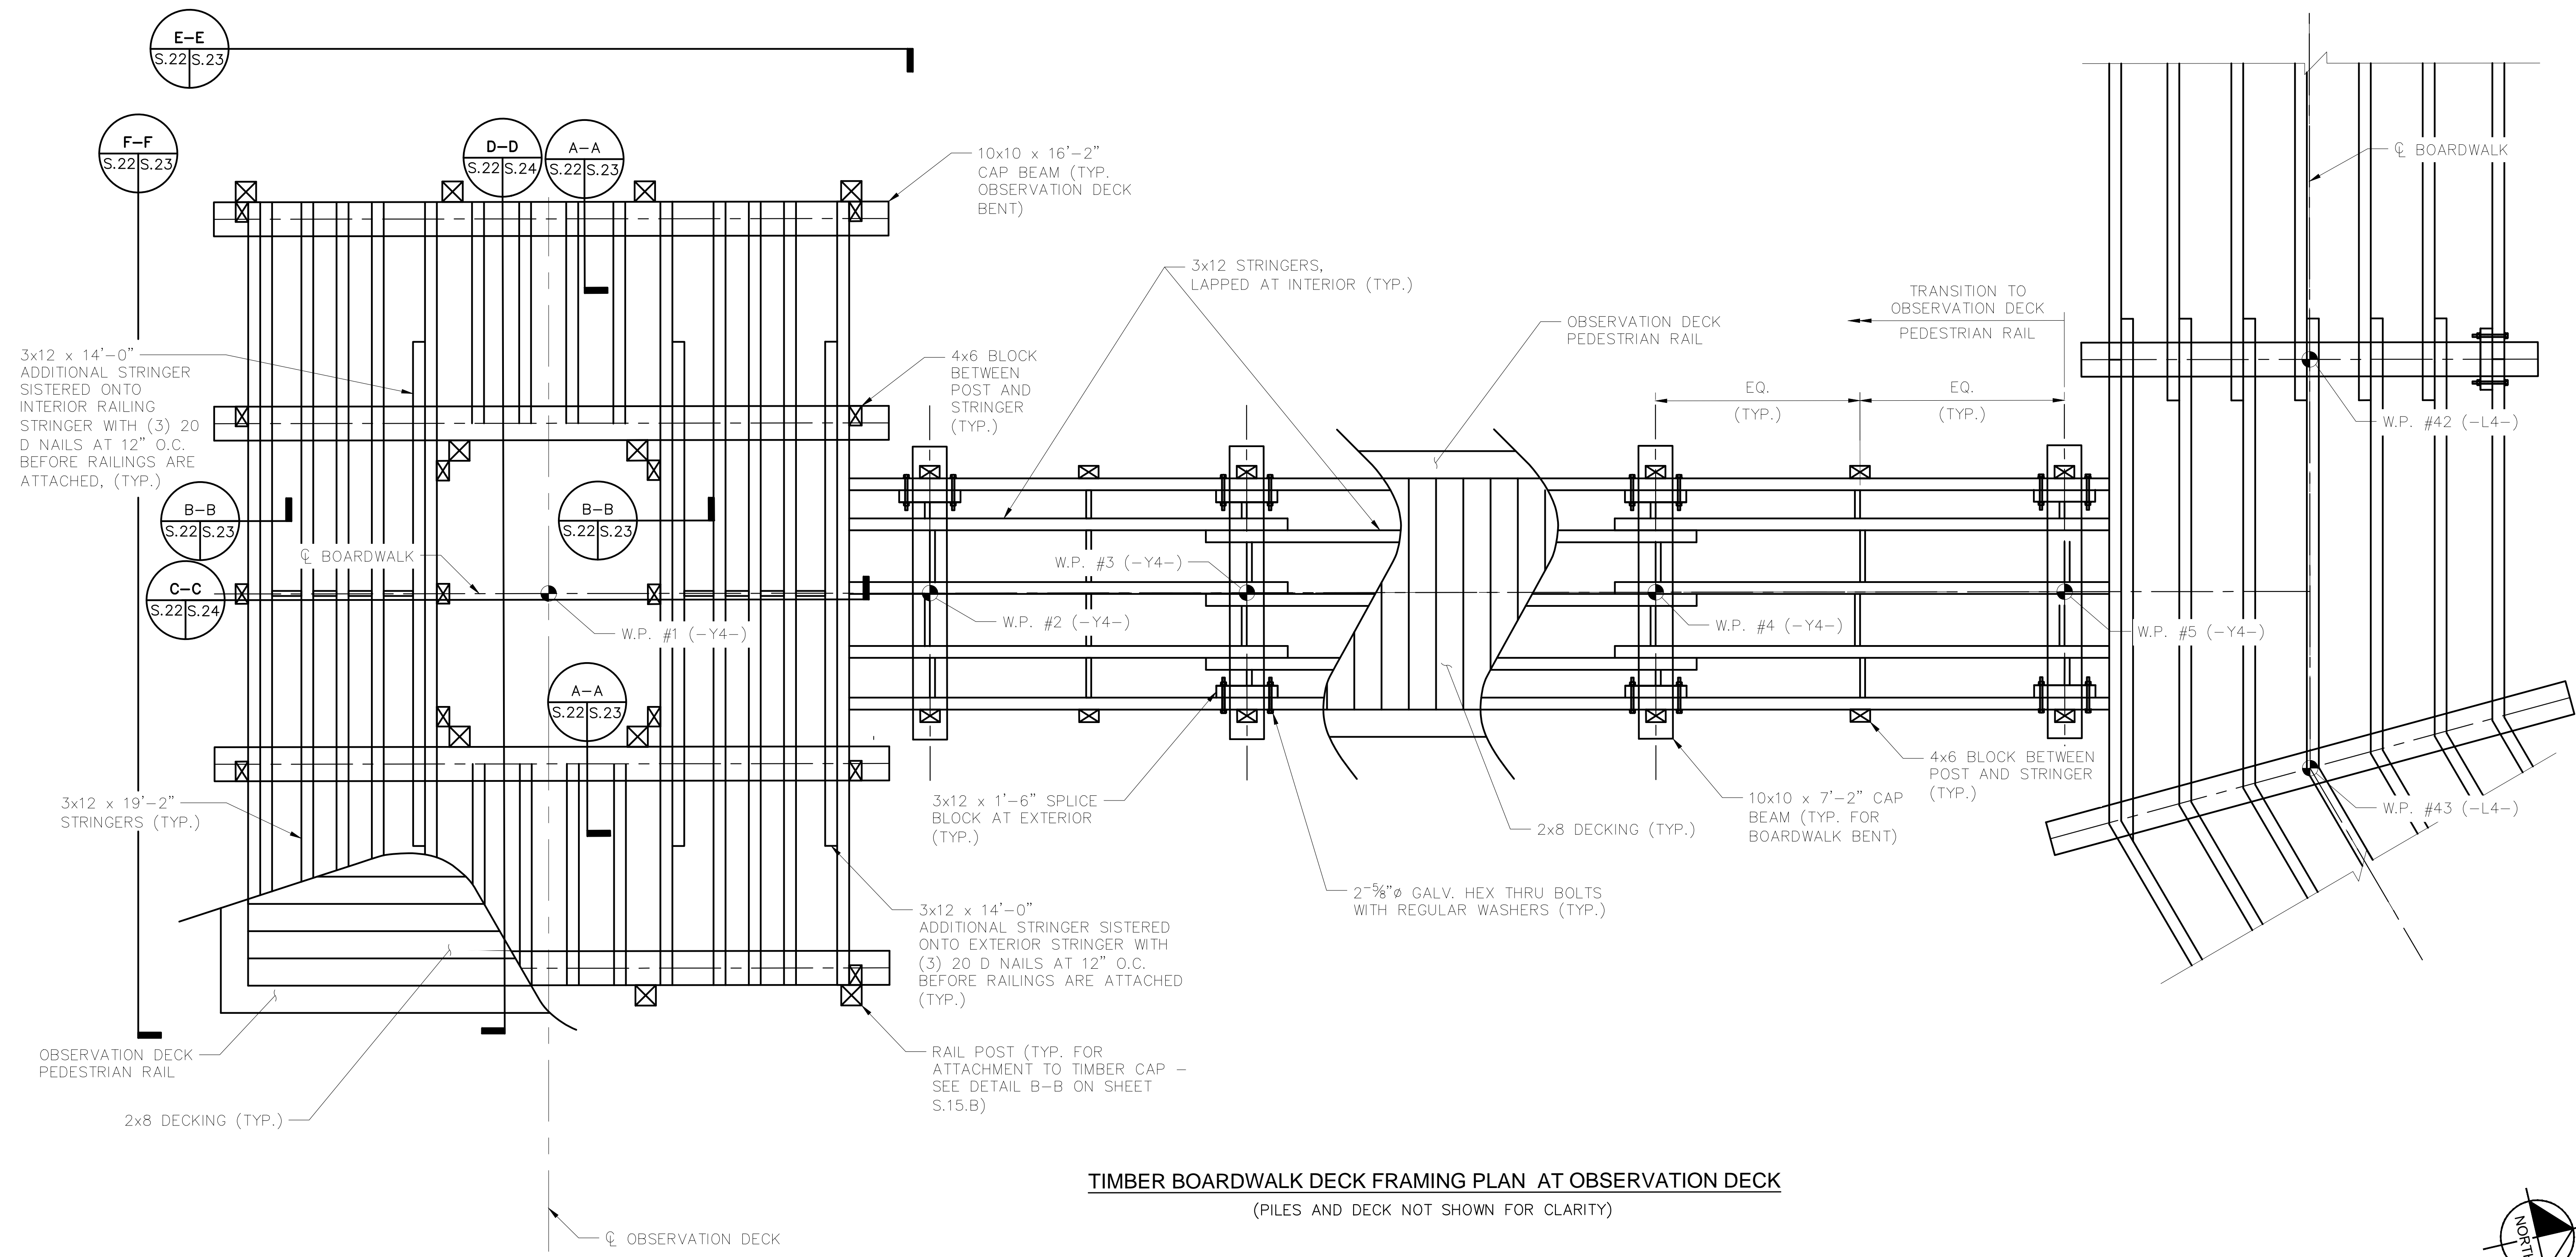 E-E
S.22 S.23
F-F
S.22 S.23
D-D
S.22 S.24
A-A
S.22 S.23
10x10 x 16'-2"
CAP BEAM (TYP.
OBSERVATION DECK
BENT)
℄ BOARDWALK
3x12 STRINGERS,
LAPPED AT INTERIOR (TYP.)
TRANSITION TO
OBSERVATION DECK
PEDESTRIAN RAIL
OBSERVATION DECK
PEDESTRIAN RAIL
3x12 x 14'-0"
ADDITIONAL STRINGER
SISTERED ONTO
INTERIOR RAILING
STRINGER WITH (3) 20
D NAILS AT 12" O.C.
BEFORE RAILINGS ARE
ATTACHED, (TYP.)
4x6 BLOCK
BETWEEN
POST AND
STRINGER
(TYP.)
EQ.
(TYP.)
EQ.
(TYP.)
W.P. #42 (-L4-)
B-B
S.22 S.23
B-B
S.22 S.23
℄ BOARDWALK
W.P. #3 (-Y4-)
C-C
S.22 S.24
W.P. #1 (-Y4-)
W.P. #2 (-Y4-)
W.P. #4 (-Y4-)
W.P. #5 (-Y4-)
A-A
S.22 S.23
3x12 x 19'-2"
STRINGERS (TYP.)
3x12 x 1'-6" SPLICE
BLOCK AT EXTERIOR
(TYP.)
2x8 DECKING (TYP.)
10x10 x 7'-2" CAP
BEAM (TYP. FOR
BOARDWALK BENT)
4x6 BLOCK BETWEEN
POST AND STRINGER
(TYP.)
W.P. #43 (-L4-)
2-⅝"ø GALV. HEX THRU BOLTS
WITH REGULAR WASHERS (TYP.)
3x12 x 14'-0"
ADDITIONAL STRINGER SISTERED
ONTO EXTERIOR STRINGER WITH
(3) 20 D NAILS AT 12" O.C.
BEFORE RAILINGS ARE ATTACHED
(TYP.)
OBSERVATION DECK
PEDESTRIAN RAIL
RAIL POST (TYP. FOR
ATTACHMENT TO TIMBER CAP -
SEE DETAIL B-B ON SHEET
S.15.B)
2x8 DECKING (TYP.)
TIMBER BOARDWALK DECK FRAMING PLAN AT OBSERVATION DECK
(PILES AND DECK NOT SHOWN FOR CLARITY)
℄ OBSERVATION DECK
NORTH